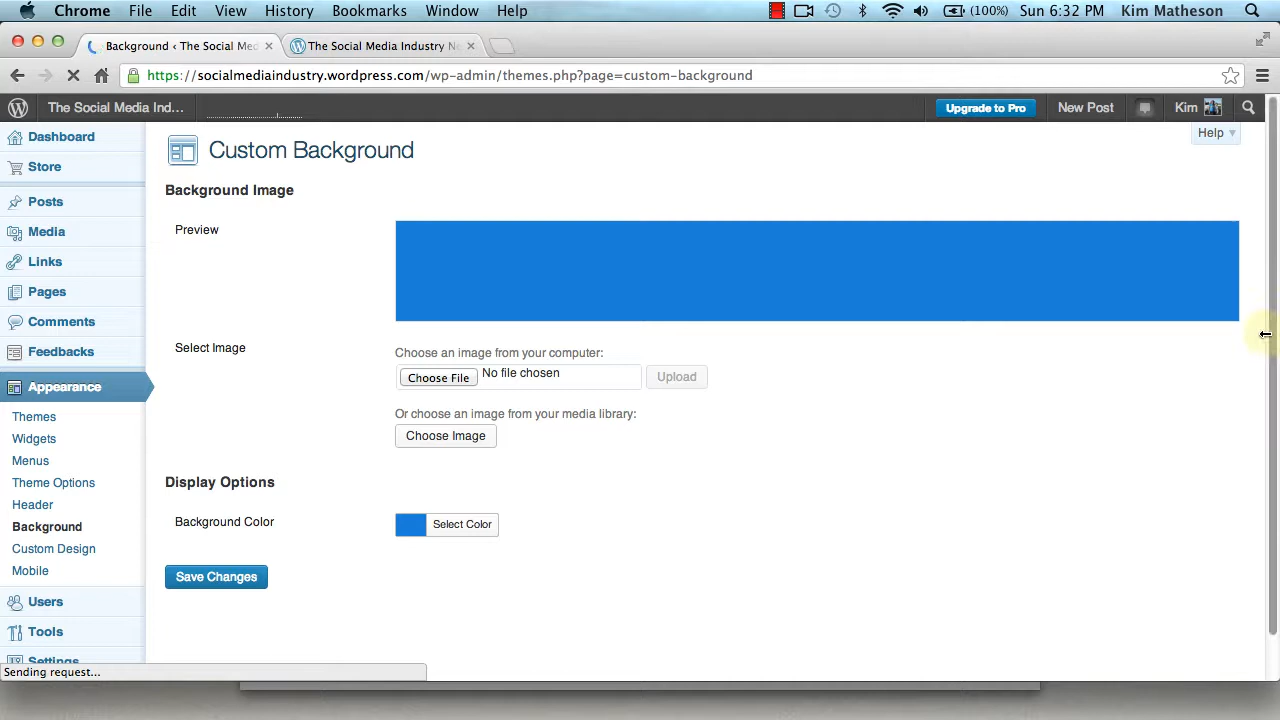 Chrome File Edit View History Bookmarks Window Help (100%) Sun 6:32 PM Kim Matheson
Background ‹ The Social Med
The Social Media Industry Ne
https://socialmediaindustry.wordpress.com/wp-admin/themes.php?page=custom-background
The Social Media Ind...
Upgrade to Pro
New Post
Kim
Help
Dashboard
Store
Posts
Media
Links
Pages
Comments
Feedbacks
Appearance
Themes
Widgets
Menus
Theme Options
Header
Background
Custom Design
Mobile
Users
Tools
Settings
Custom Background
Background Image
Preview
Select Image
Choose an image from your computer:
Choose File No file chosen Upload
Or choose an image from your media library:
Choose Image
Display Options
Background Color
Select Color
Save Changes
Sending request...